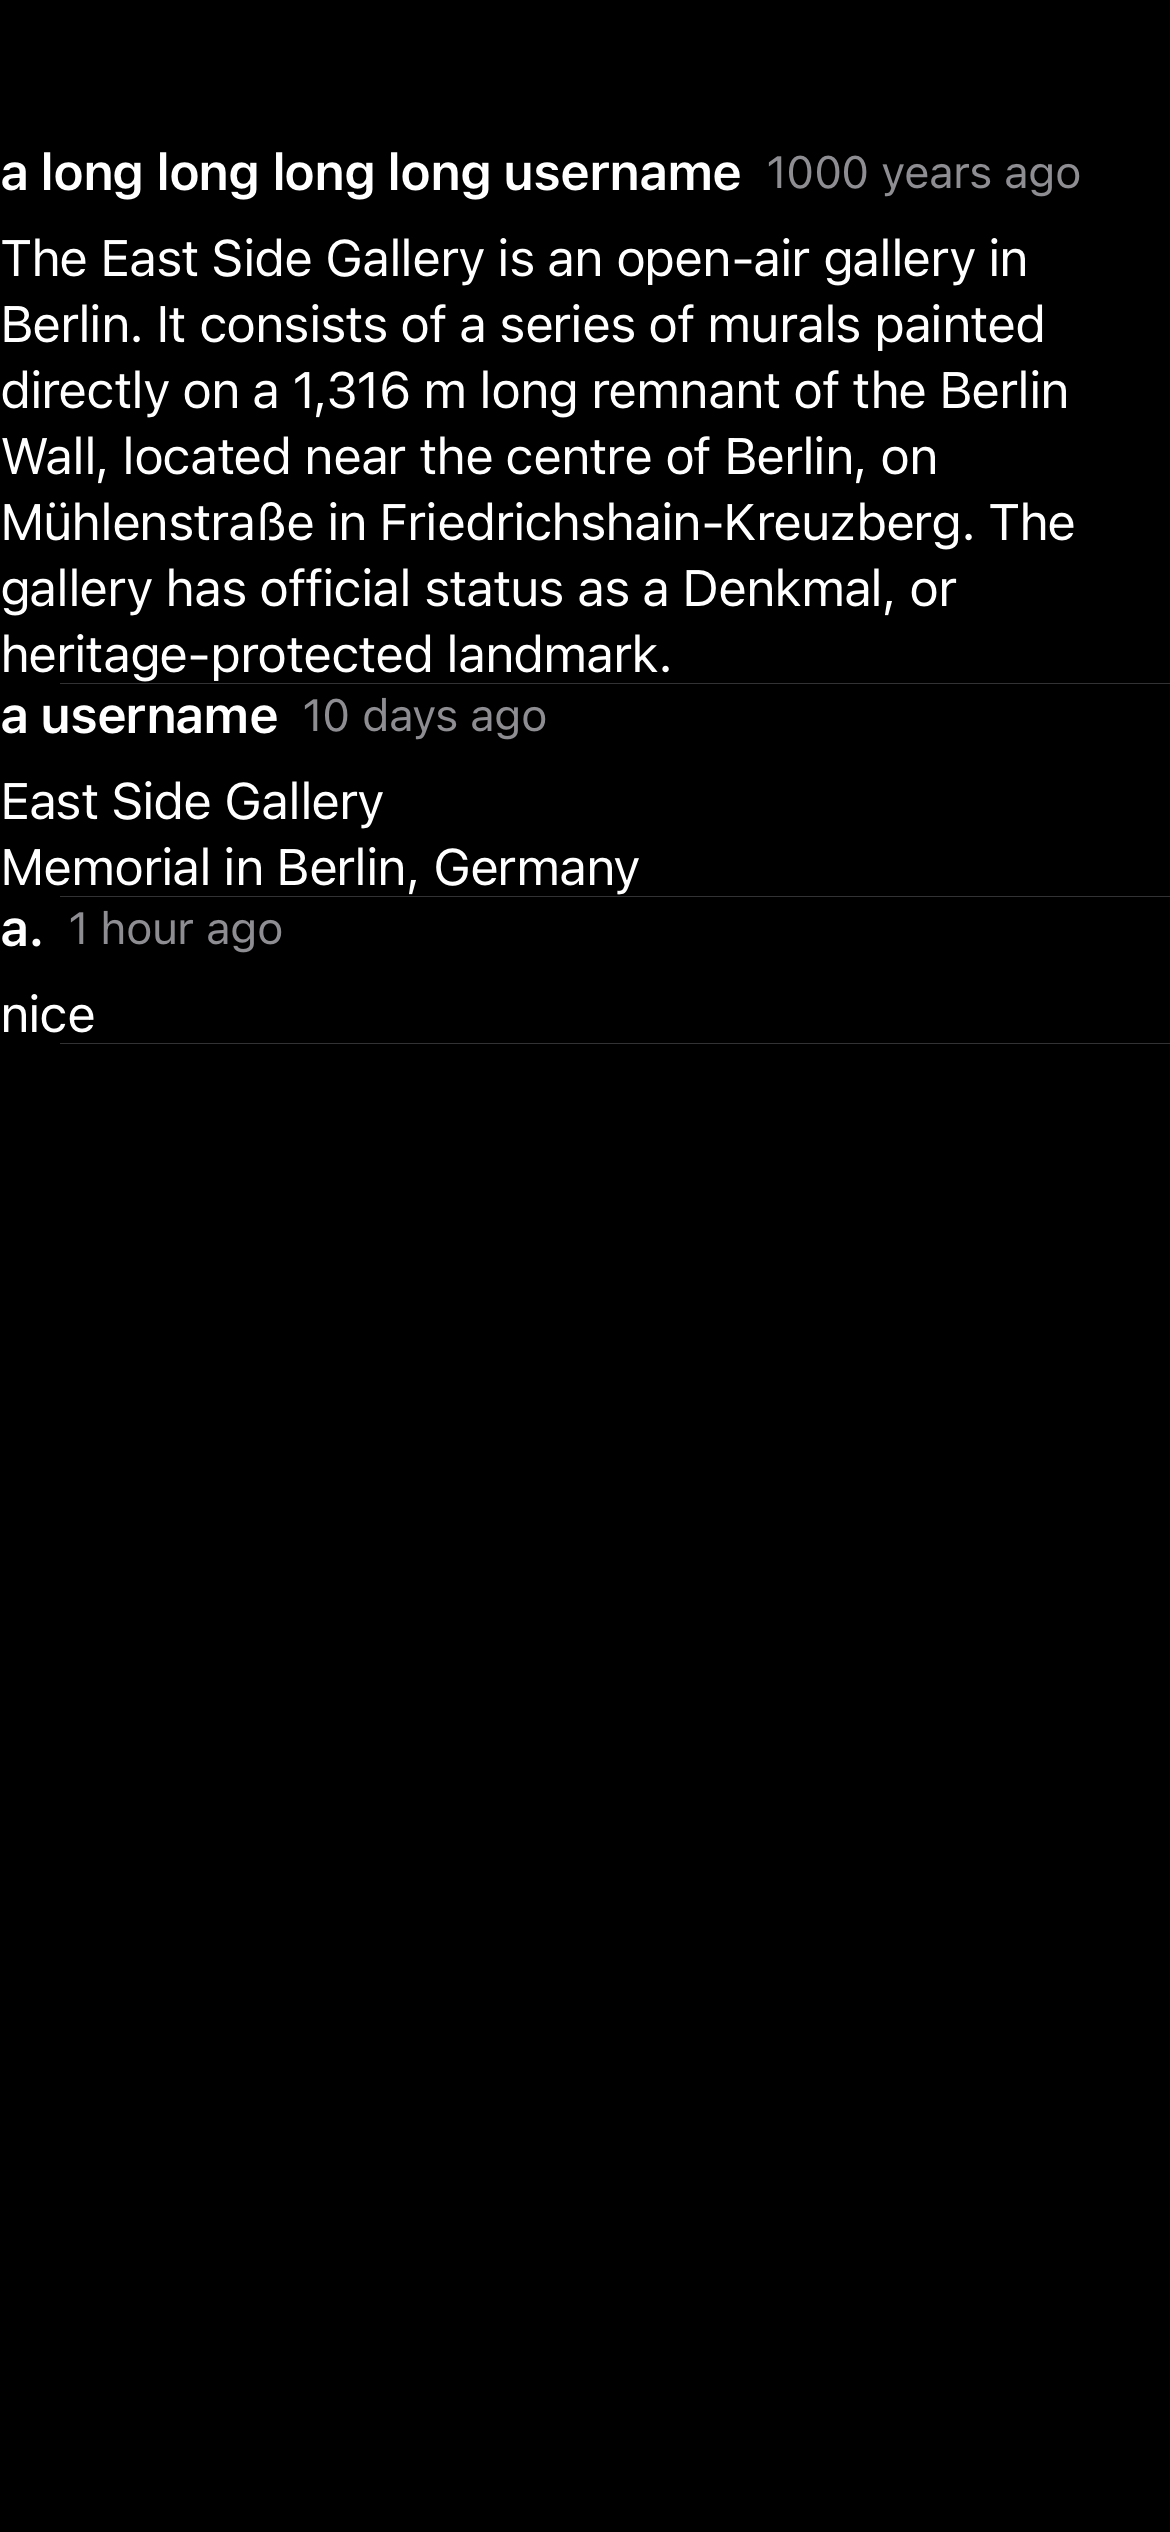 a long long long long username 1000 years ago
The East Side Gallery is an open-air gallery in
Berlin. It consists of a series of murals painted
directly on a 1,316 m long remnant of the Berlin
Wall, located near the centre of Berlin, on
Mühlenstraße in Friedrichshain-Kreuzberg. The
gallery has official status as a Denkmal, or
heritage-protected landmark.
a username 10 days ago
East Side Gallery
Memorial in Berlin, Germany
a. 1 hour ago
nice